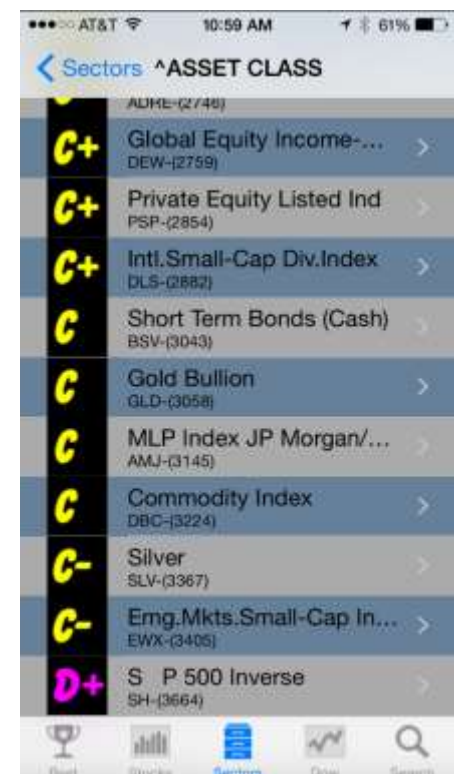 AT&T 10:59 AM 61%
Sectors ^ASSET CLASS
ADRE-(2746)
C+ Global Equity Income-...
DEW-(2759)
C+ Private Equity Listed Ind
PSP-(2854)
C+ Intl.Small-Cap Div.Index
DLS-(2882)
C Short Term Bonds (Cash)
BSV-(3043)
C Gold Bullion
GLD-(3058)
C MLP Index JP Morgan/...
AMJ-(3145)
C Commodity Index
DBC-(3224)
C- Silver
SLV-(3367)
C- Emg.Mkts.Small-Cap In...
EWX-(3405)
D+ S P 500 Inverse
SH-(3664)
Sectors